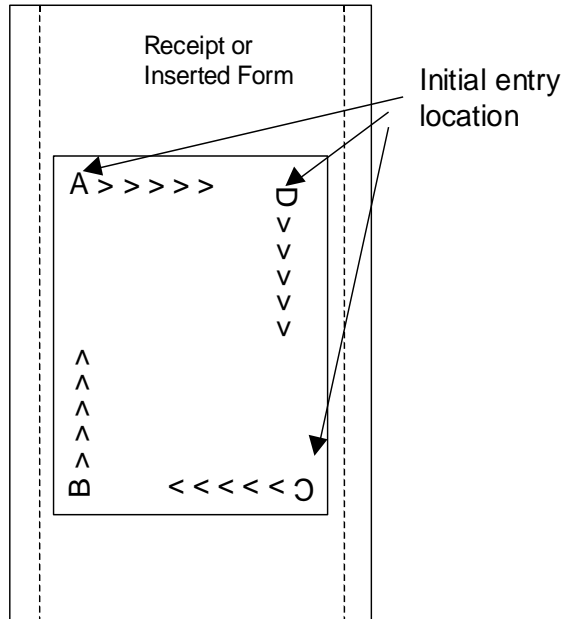 Receipt or
Inserted Form
Initial entry
location
A > > > > >
D > > > > >
B > > > > >
C > > > > >